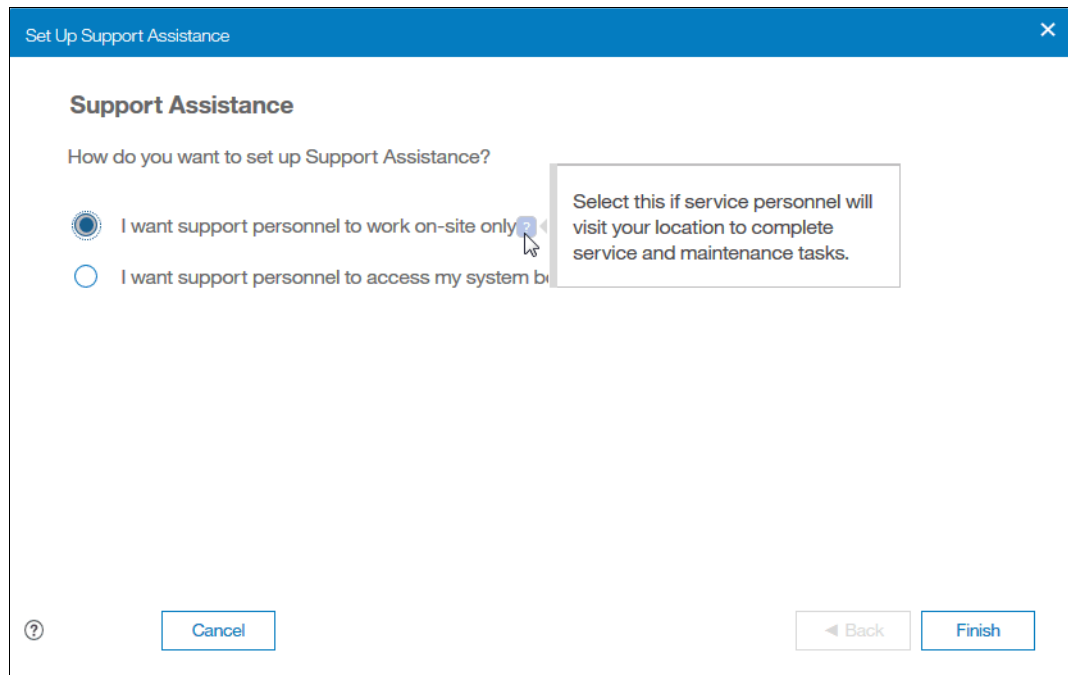 Set Up Support Assistance
Support Assistance
How do you want to set up Support Assistance?
I want support personnel to work on-site only ?
Select this if service personnel will
visit your location to complete
service and maintenance tasks.
I want support personnel to access my system
?
Cancel
◀ Back
Finish